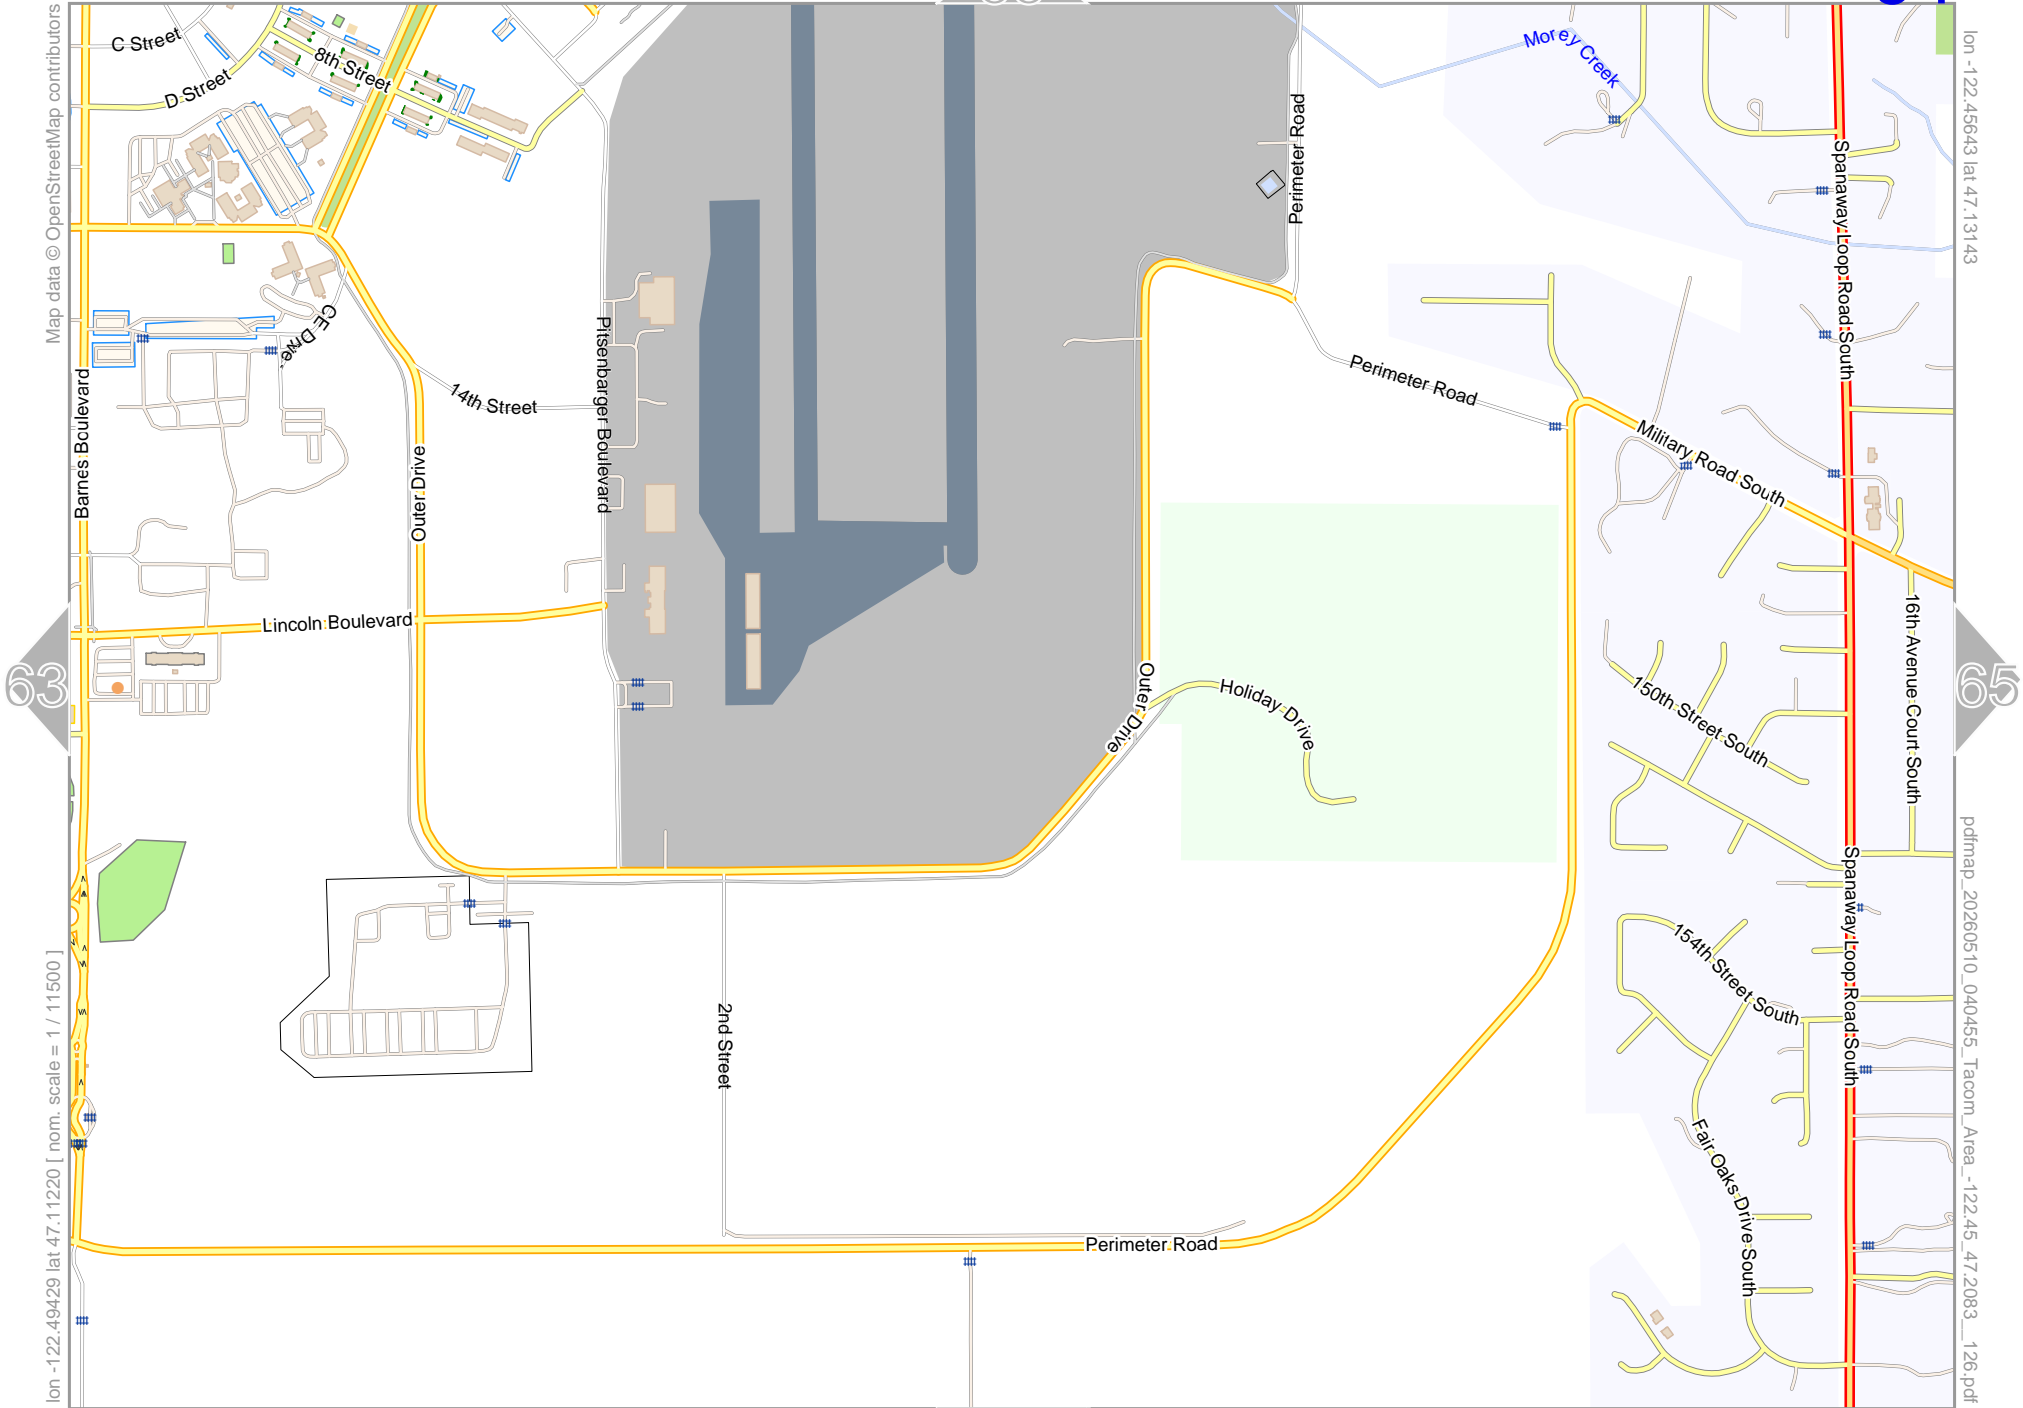 Map data © OpenStreetMap contributors
lon -122.49429 lat 47.11220 [ nom. scale = 1 / 11500 ]
lon -122.45643 lat 47.13143
pdfmap_20260510_040455_Tacom_Area_-122.45_47.2083__126.pdf
63
65
C Street
D Street
8th Street
Morey Creek
Perimeter Road
Spanaway Loop Road South
CE Drive
14th Street
Pitsenbarger Boulevard
Barnes Boulevard
Outer Drive
Perimeter Road
Military Road South
Lincoln Boulevard
16th Avenue Court South
150th Street South
Outer Drive
Holiday Drive
Spanaway Loop Road South
154th Street South
2nd Street
Fair Oaks Drive South
Perimeter Road